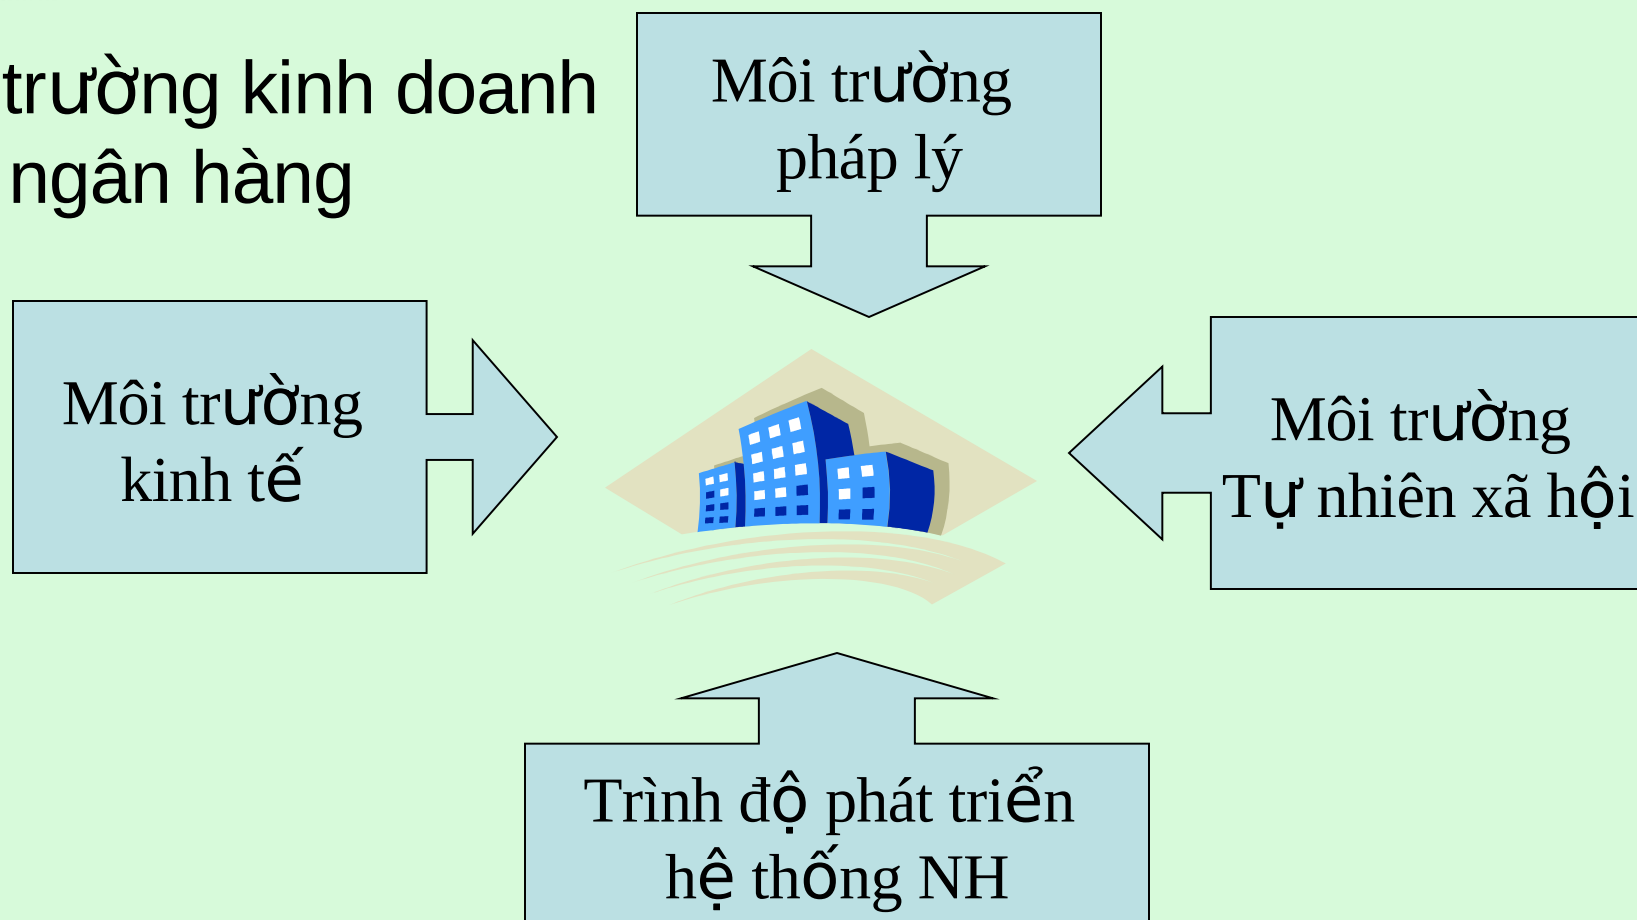 trường kinh doanh
ngân hàng
Môi trường
pháp lý
Môi trường
kinh tế
Môi trường
Tự nhiên xã hội
Trình độ phát triển
hệ thống NH